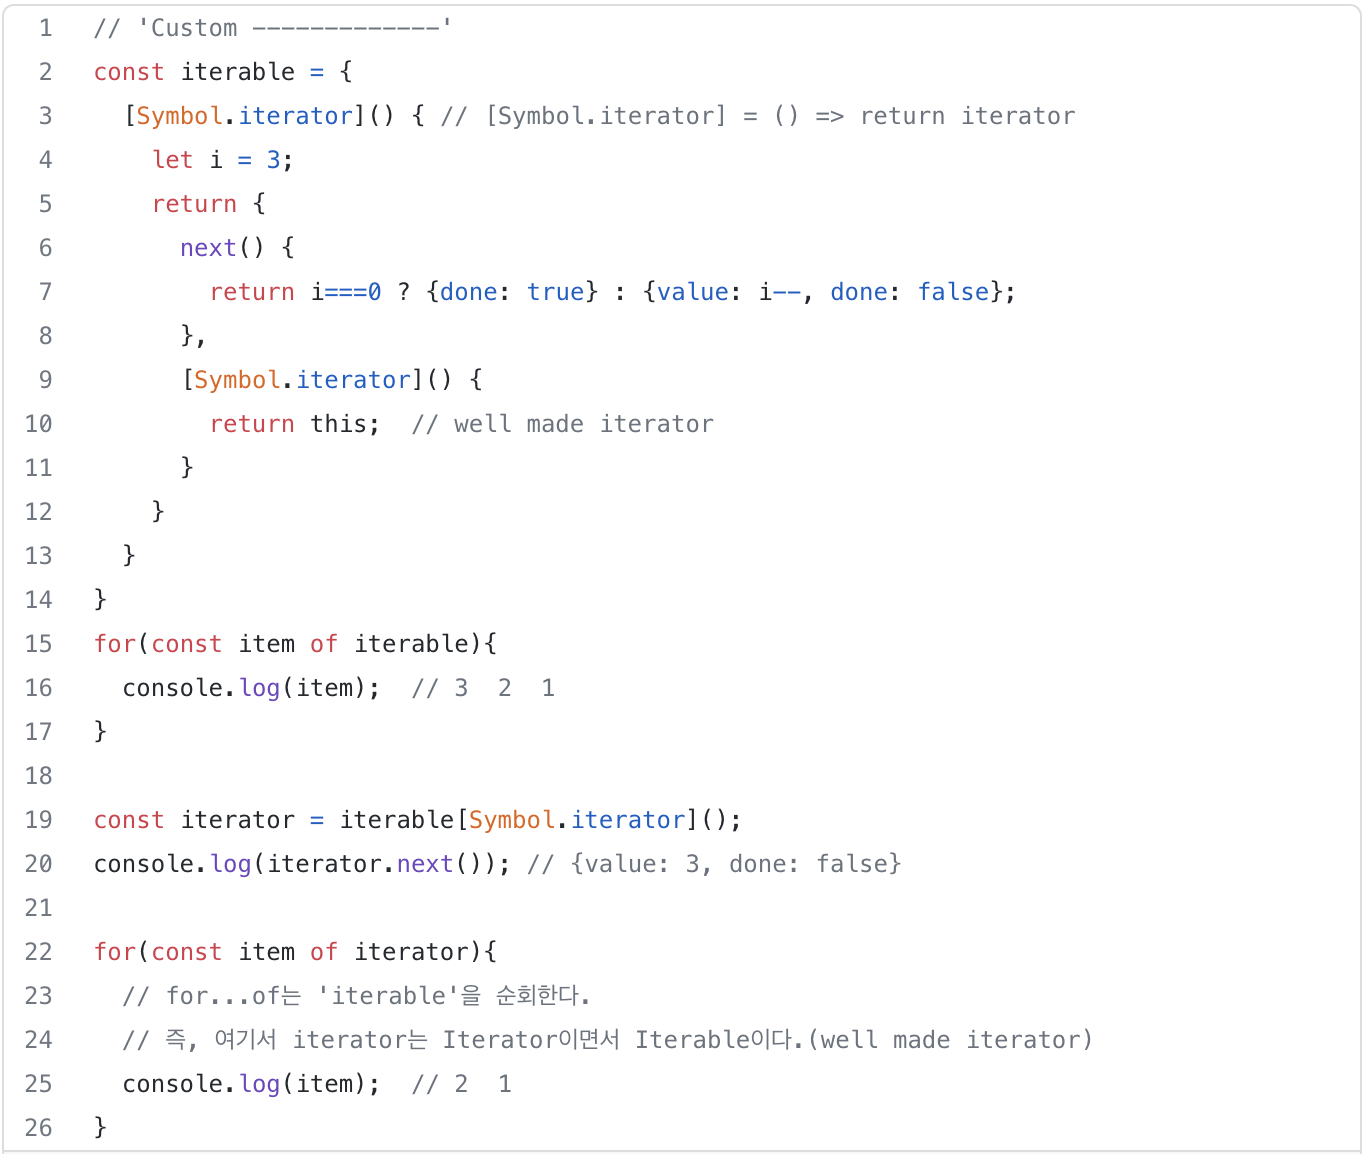 1 // 'Custom -------------'
2 const iterable = {
3   [Symbol.iterator]() { // [Symbol.iterator] = () => return iterator
4     let i = 3;
5     return {
6       next() {
7         return i===0 ? {done: true} : {value: i--, done: false};
8       },
9       [Symbol.iterator]() {
10         return this;  // well made iterator
11       }
12     }
13   }
14 }
15 for(const item of iterable){
16   console.log(item);  // 3  2  1
17 }
18
19 const iterator = iterable[Symbol.iterator]();
20 console.log(iterator.next()); // {value: 3, done: false}
21
22 for(const item of iterator){
23   // for...of는 'iterable'을 순회한다.
24   // 즉, 여기서 iterator는 Iterator이면서 Iterable이다.(well made iterator)
25   console.log(item);  // 2  1
26 }